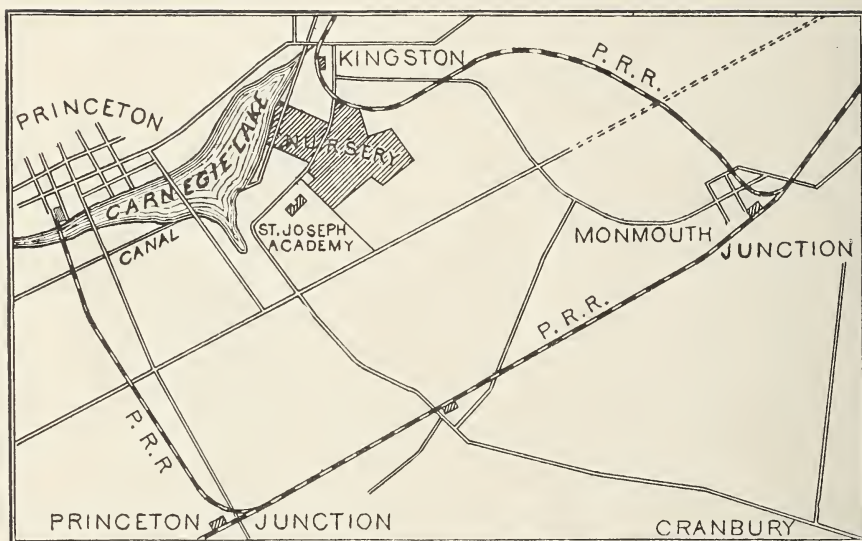 KINGSTON
P. R. R.
PRINCETON
CARNEGIE LAKE
NURSERY
ST. JOSEPH
ACADEMY
CANAL
MONMOUTH
JUNCTION
P. R. R.
P. R. R
PRINCETON JUNCTION
CRANBURY